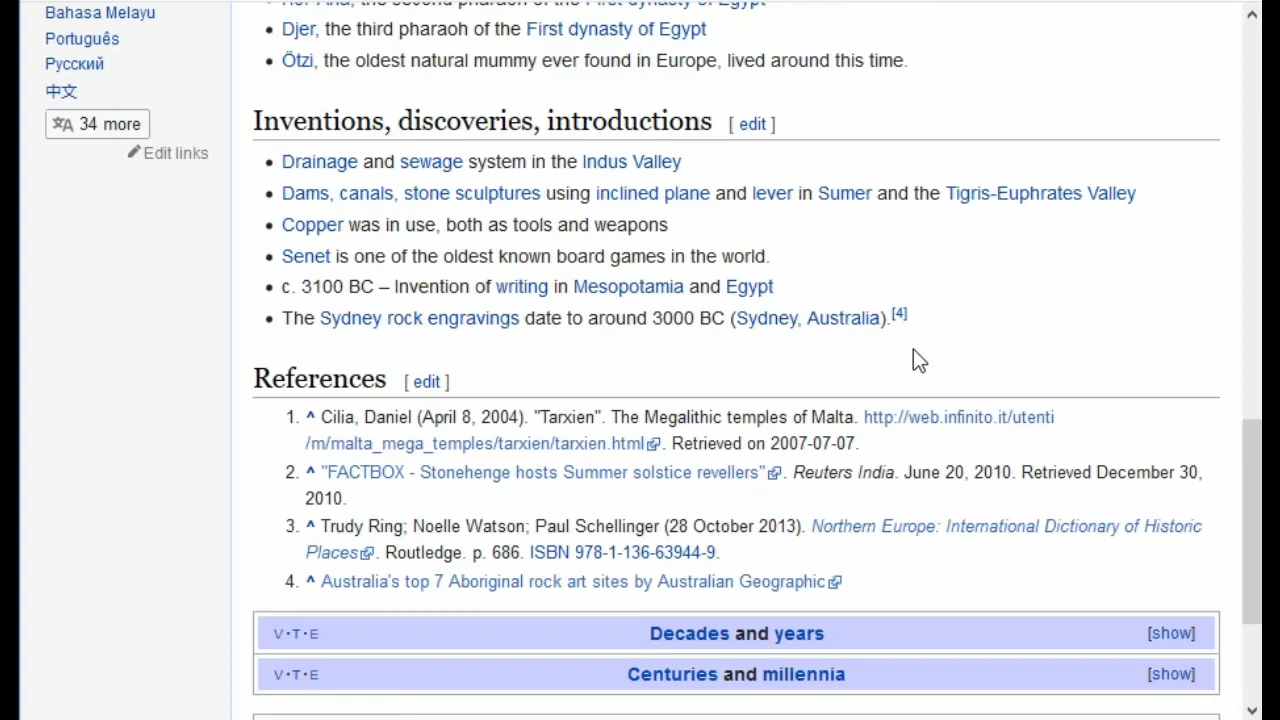 Bahasa Melayu
Português
Русский
中文
34 more
Edit links
the second pharaoh of the First dynasty of Egypt
Djer, the third pharaoh of the First dynasty of Egypt
Ötzi, the oldest natural mummy ever found in Europe, lived around this time.
Inventions, discoveries, introductions [ edit ]
Drainage and sewage system in the Indus Valley
Dams, canals, stone sculptures using inclined plane and lever in Sumer and the Tigris-Euphrates Valley
Copper was in use, both as tools and weapons
Senet is one of the oldest known board games in the world.
c. 3100 BC – Invention of writing in Mesopotamia and Egypt
The Sydney rock engravings date to around 3000 BC (Sydney, Australia).[4]
References [ edit ]
1. ^ Cilia, Daniel (April 8, 2004). "Tarxien". The Megalithic temples of Malta. http://web.infinito.it/utenti
/m/malta_mega_temples/tarxien/tarxien.html. Retrieved on 2007-07-07.
2. ^ "FACTBOX - Stonehenge hosts Summer solstice revellers". Reuters India. June 20, 2010. Retrieved December 30,
2010.
3. ^ Trudy Ring; Noelle Watson; Paul Schellinger (28 October 2013). Northern Europe: International Dictionary of Historic
Places. Routledge. p. 686. ISBN 978-1-136-63944-9.
4. ^ Australia's top 7 Aboriginal rock art sites by Australian Geographic
V·T·E Decades and years [show]
V·T·E Centuries and millennia [show]